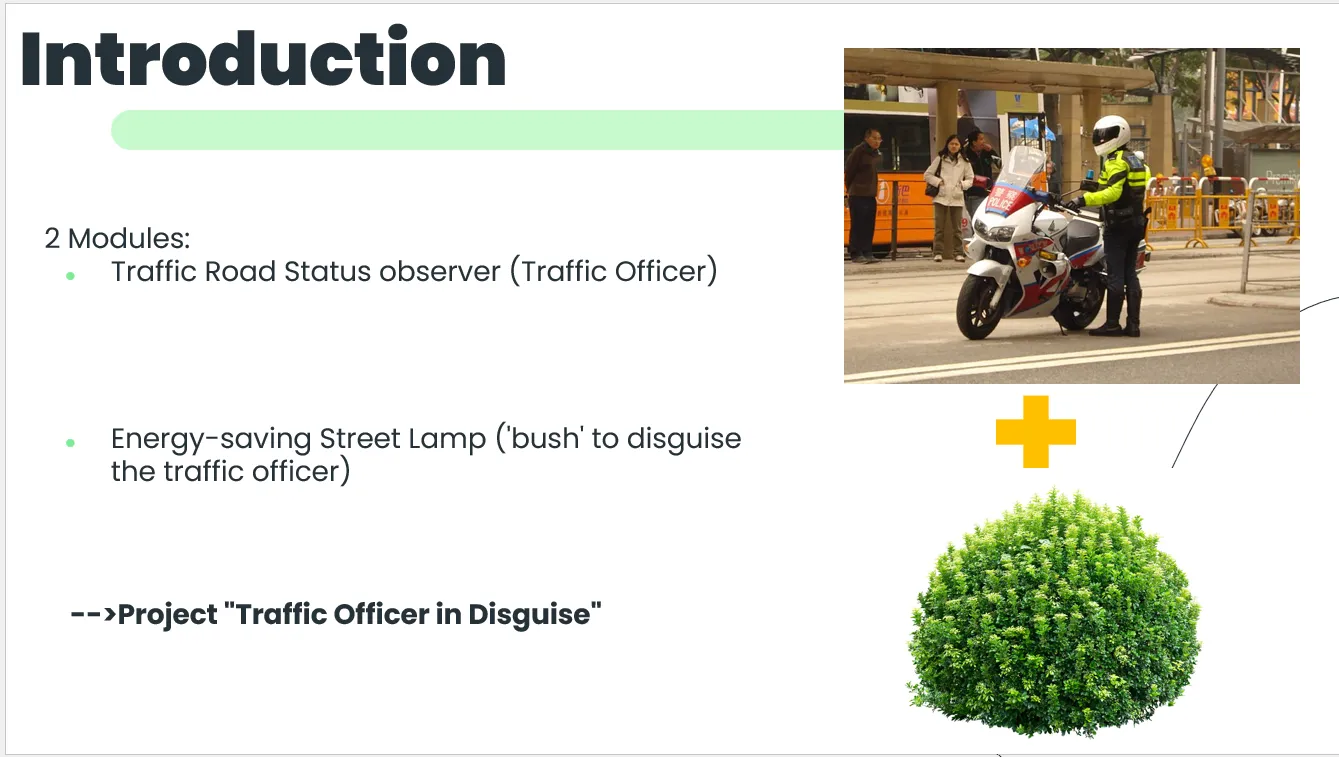 Introduction
2 Modules:
Traffic Road Status observer (Traffic Officer)
Energy-saving Street Lamp ('bush' to disguise
the traffic officer)
-->Project "Traffic Officer in Disguise"
POLICE